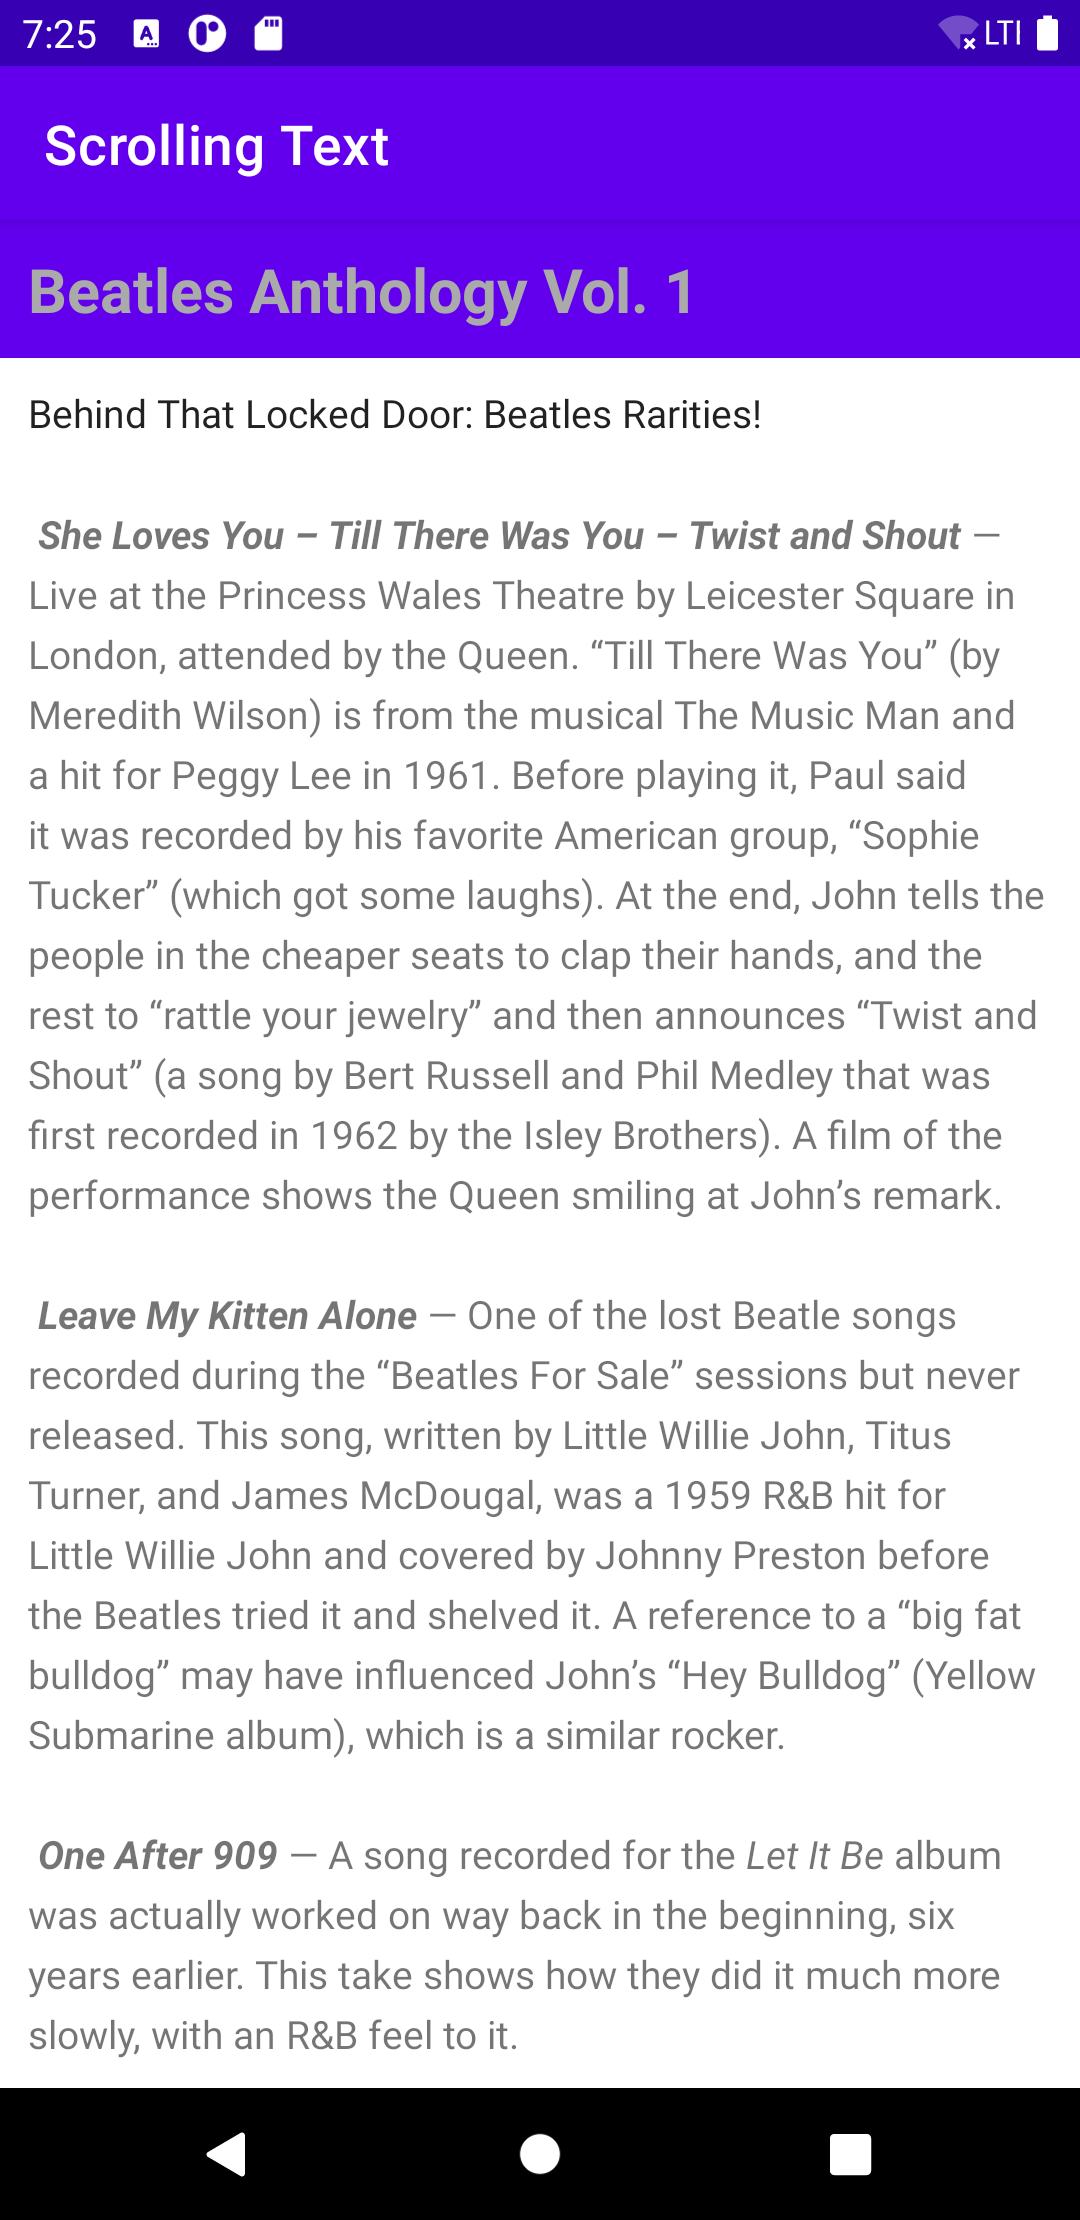 7:25
LTI
Scrolling Text
Beatles Anthology Vol. 1
Behind That Locked Door: Beatles Rarities!
She Loves You – Till There Was You – Twist and Shout —
Live at the Princess Wales Theatre by Leicester Square in
London, attended by the Queen. “Till There Was You” (by
Meredith Wilson) is from the musical The Music Man and
a hit for Peggy Lee in 1961. Before playing it, Paul said
it was recorded by his favorite American group, “Sophie
Tucker” (which got some laughs). At the end, John tells the
people in the cheaper seats to clap their hands, and the
rest to “rattle your jewelry” and then announces “Twist and
Shout” (a song by Bert Russell and Phil Medley that was
first recorded in 1962 by the Isley Brothers). A film of the
performance shows the Queen smiling at John’s remark.
Leave My Kitten Alone — One of the lost Beatle songs
recorded during the “Beatles For Sale” sessions but never
released. This song, written by Little Willie John, Titus
Turner, and James McDougal, was a 1959 R&B hit for
Little Willie John and covered by Johnny Preston before
the Beatles tried it and shelved it. A reference to a “big fat
bulldog” may have influenced John’s “Hey Bulldog” (Yellow
Submarine album), which is a similar rocker.
One After 909 — A song recorded for the Let It Be album
was actually worked on way back in the beginning, six
years earlier. This take shows how they did it much more
slowly, with an R&B feel to it.